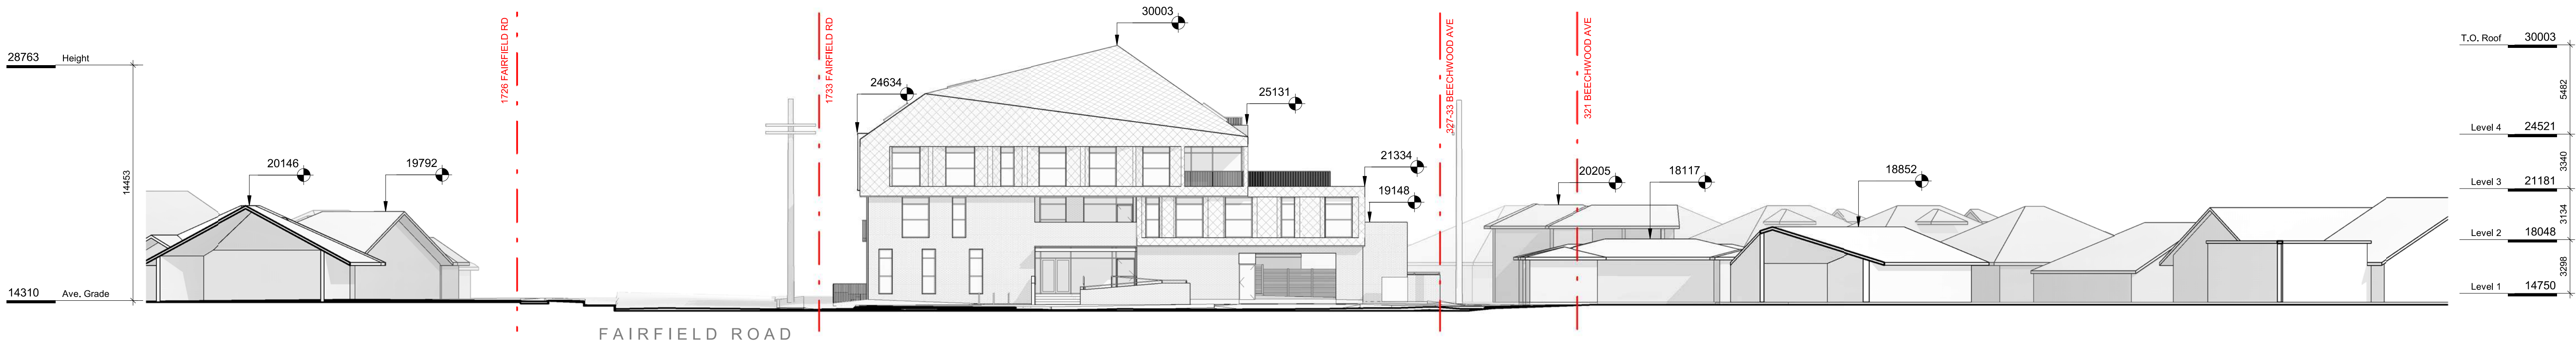 28763 Height
14453
14310 Ave. Grade
20146
19792
1726 FAIRFIELD RD
FAIRFIELD ROAD
1733 FAIRFIELD RD
24634
30003
25131
21334
19148
327-33 BEECHWOOD AVE
321 BEECHWOOD AVE
20205
18117
18852
T.O. Roof 30003
5482
Level 4 24521
3340
Level 3 21181
3134
Level 2 18048
3298
Level 1 14750